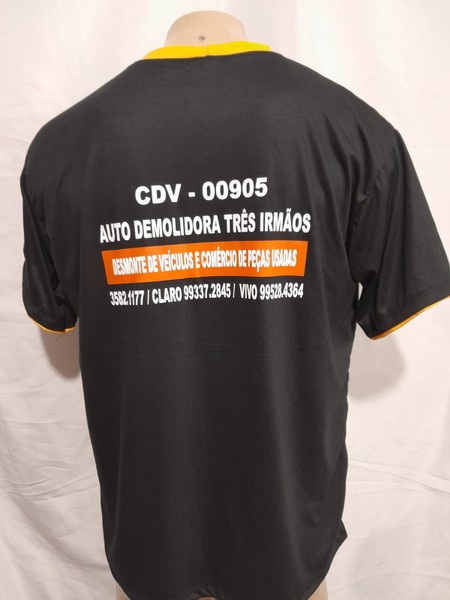 CDV - 00905
AUTO DEMOLIDORA TRÊS IRMÃOS
DESMONTE DE VEÍCULOS E COMÉRCIO DE PEÇAS USADAS
3582.1177 / CLARO 99337.2845 / VIVO 99528.4364